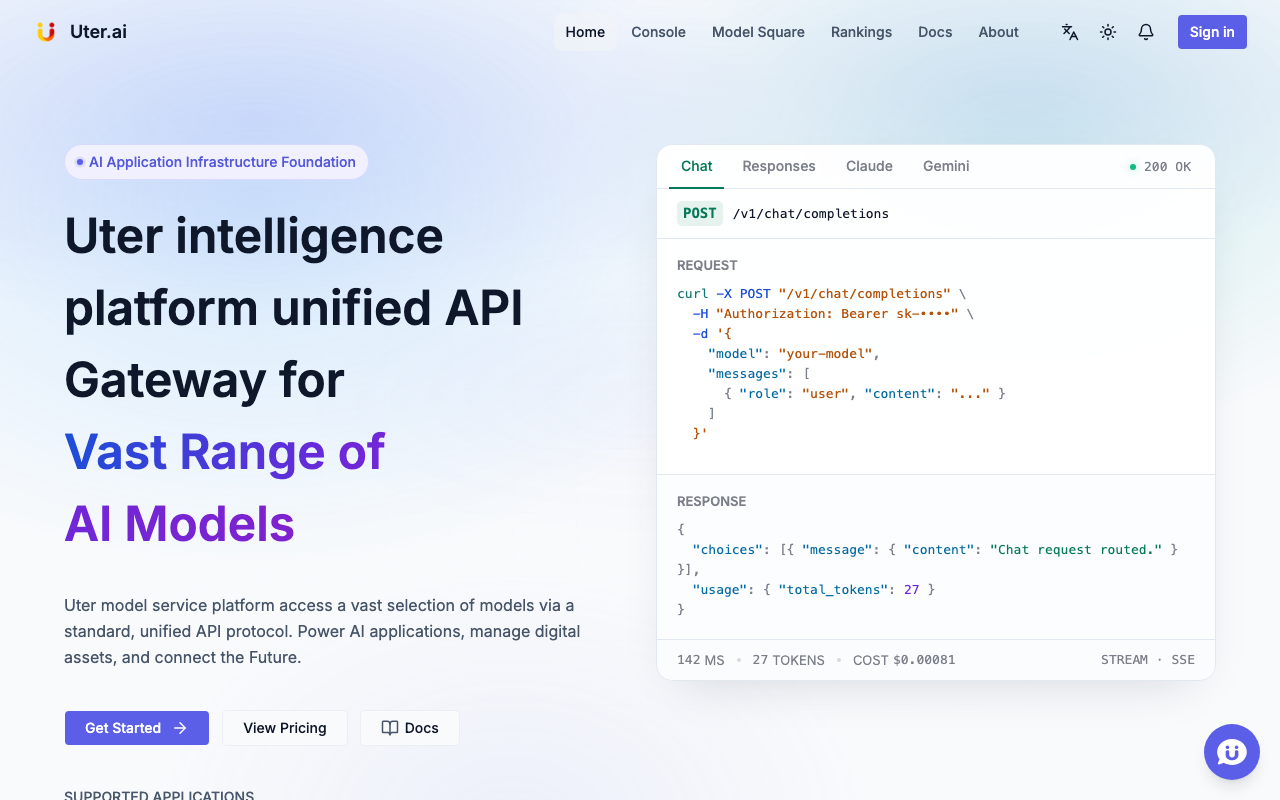 Uter.ai
Home Console Model Square Rankings Docs About Sign in
AI Application Infrastructure Foundation
Uter intelligence
platform unified API
Gateway for
Vast Range of
AI Models
Uter model service platform access a vast selection of models via a
standard, unified API protocol. Power AI applications, manage digital
assets, and connect the Future.
Get Started View Pricing Docs
SUPPORTED APPLICATIONS
Chat Responses Claude Gemini 200 OK
POST /v1/chat/completions
REQUEST
curl -X POST "/v1/chat/completions" \
  -H "Authorization: Bearer sk-••••" \
  -d '{
    "model": "your-model",
    "messages": [
      { "role": "user", "content": "..." }
    ]
  }'
RESPONSE
{
  "choices": [{ "message": { "content": "Chat request routed." }
}],
  "usage": { "total_tokens": 27 }
}
142 MS • 27 TOKENS • COST $0.00081 STREAM · SSE